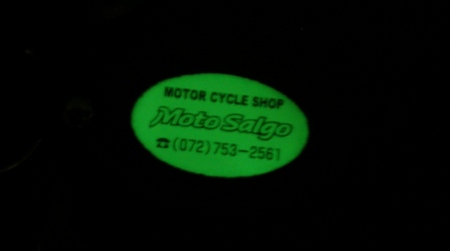 MOTOR CYCLE SHOP
Moto Salgo
☎(072)753-2561